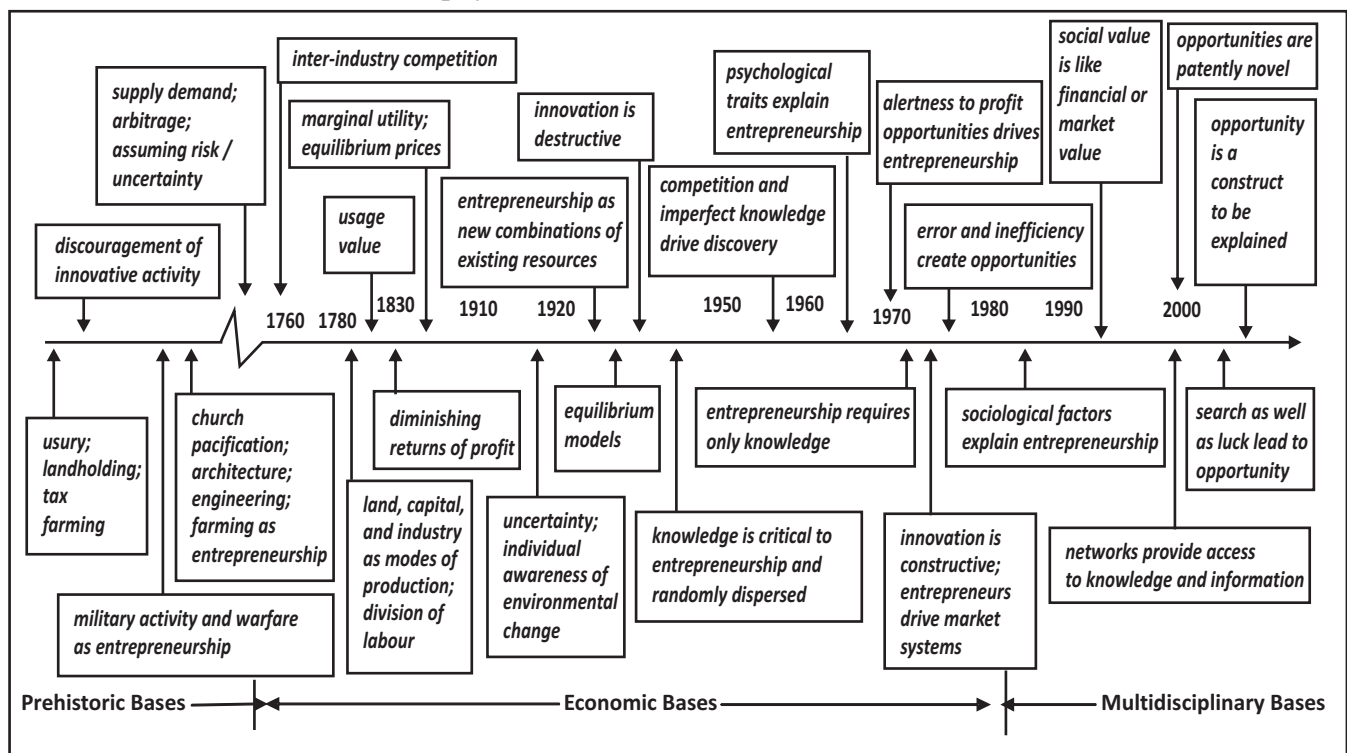 inter-industry competition
supply demand;
arbitrage;
assuming risk /
uncertainty
marginal utility;
equilibrium prices
innovation is
destructive
psychological
traits explain
entrepreneurship
alertness to profit
opportunities drives
entrepreneurship
social value
is like
financial or
market
value
opportunities are
patently novel
opportunity
is a
construct
to be
explained
discouragement of
innovative activity
usage
value
entrepreneurship as
new combinations of
existing resources
competition and
imperfect knowledge
drive discovery
error and inefficiency
create opportunities
1760
1780
1830
1910
1920
1950
1960
1970
1980
1990
2000
usury;
landholding;
tax
farming
church
pacification;
architecture;
engineering;
farming as
entrepreneurship
diminishing
returns of profit
equilibrium
models
entrepreneurship requires
only knowledge
sociological factors
explain entrepreneurship
search as well
as luck lead to
opportunity
military activity and warfare
as entrepreneurship
land, capital,
and industry
as modes of
production;
division of
labour
uncertainty;
individual
awareness of
environmental
change
knowledge is critical to
entrepreneurship and
randomly dispersed
innovation is
constructive;
entrepreneurs
drive market
systems
networks provide access
to knowledge and information
Prehistoric Bases
Economic Bases
Multidisciplinary Bases